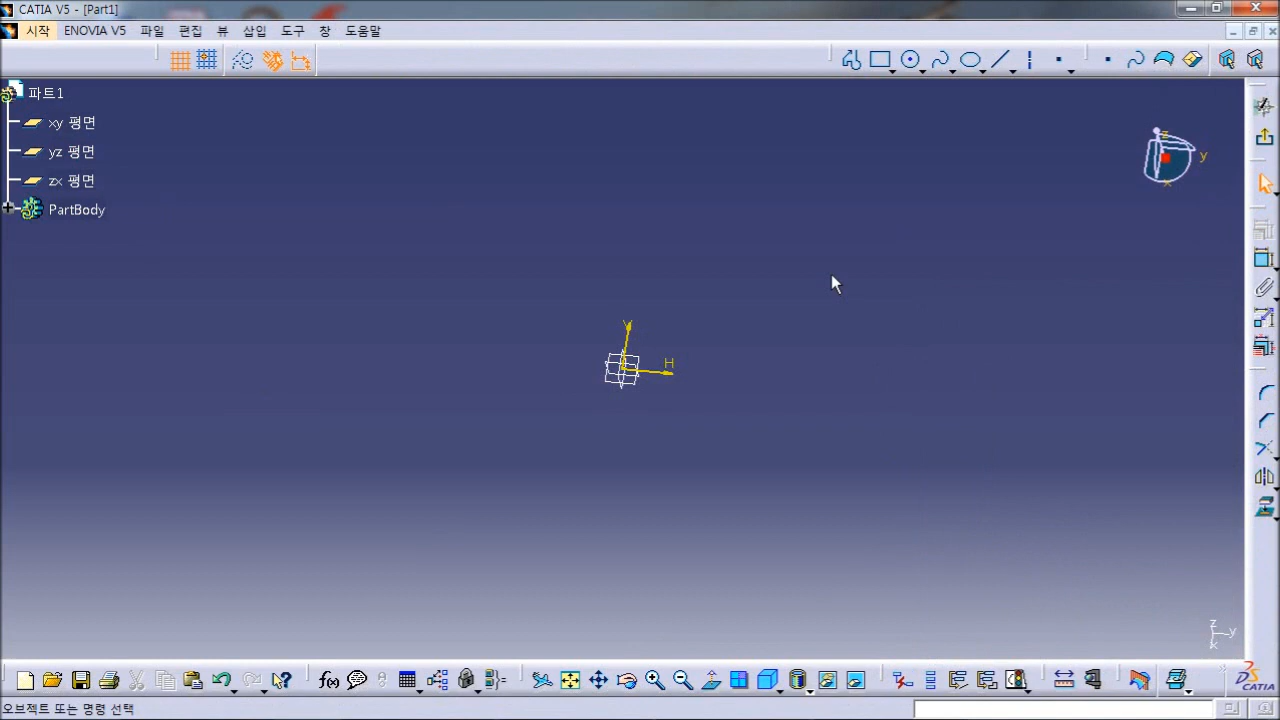 CATIA V5 - [Part1]
시작 ENOVIA V5 파일 편집 뷰 삽입 도구 창 도움말
파트1
xy 평면
yz 평면
zx 평면
PartBody
z
y
x
V
H
z
y
x
f(x)
CATIA
오브젝트 또는 명령 선택